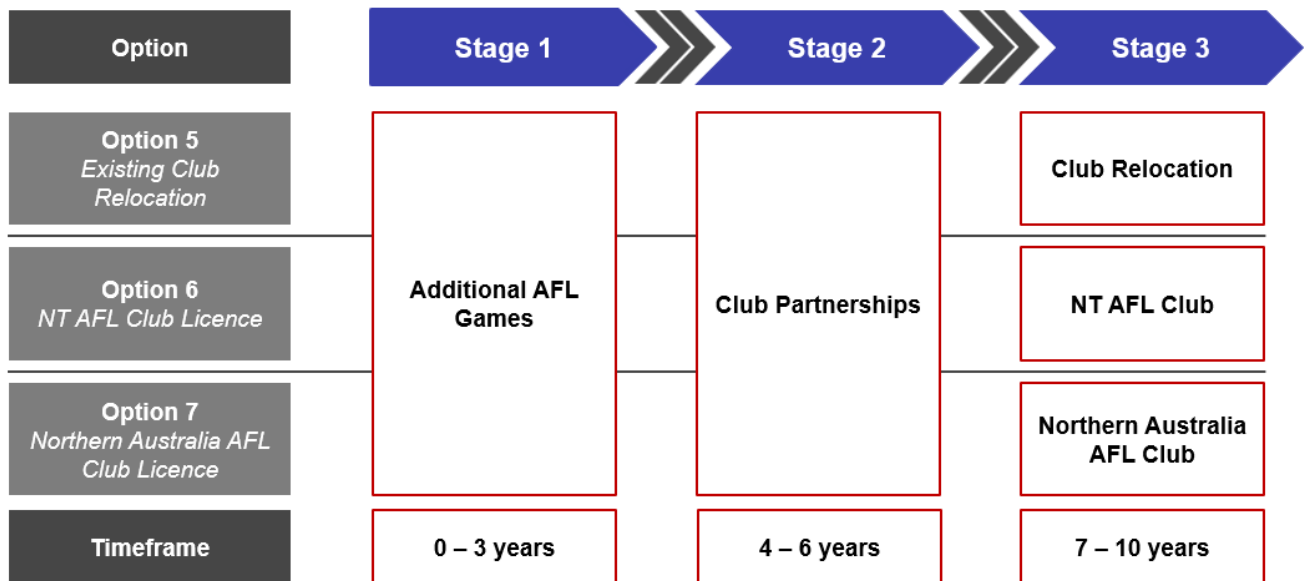 Option
Stage 1
Stage 2
Stage 3
Option 5
Existing Club
Relocation
Club Relocation
Option 6
NT AFL Club Licence
Additional AFL
Games
Club Partnerships
NT AFL Club
Option 7
Northern Australia AFL
Club Licence
Northern Australia
AFL Club
Timeframe
0 – 3 years
4 – 6 years
7 – 10 years